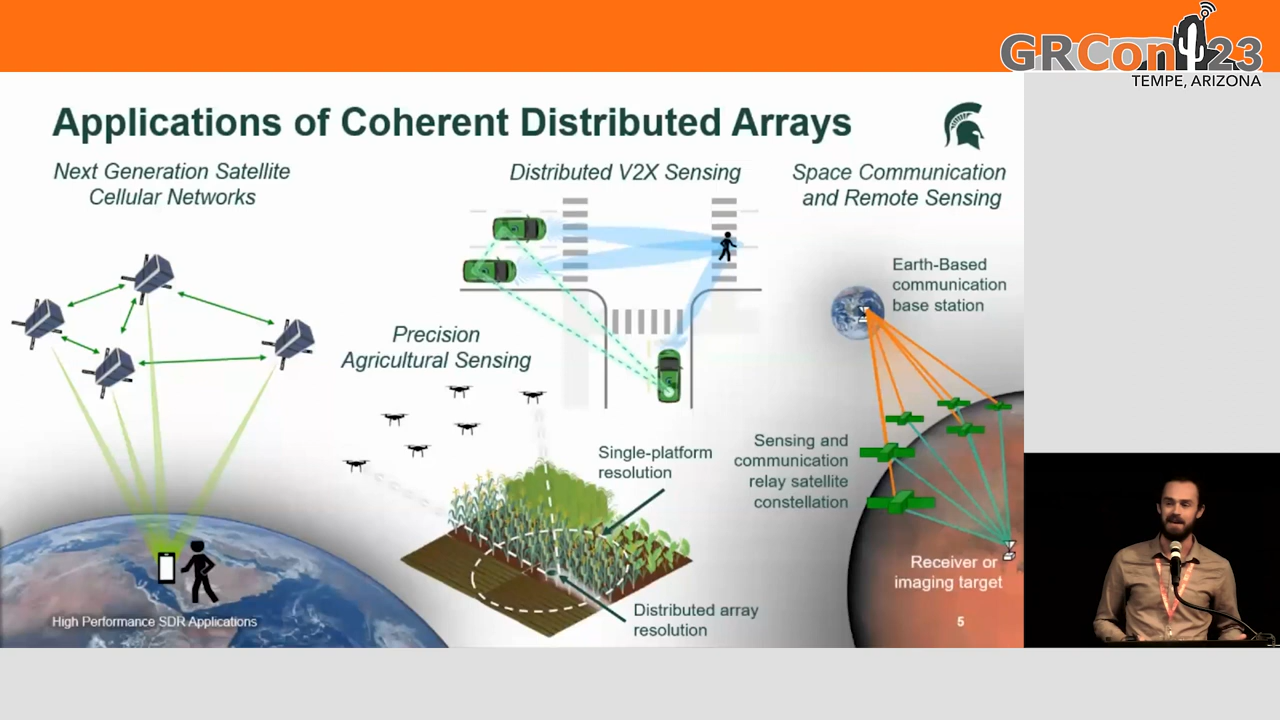 GRCon 23
TEMPE, ARIZONA
Applications of Coherent Distributed Arrays
Next Generation Satellite
Cellular Networks
Distributed V2X Sensing
Space Communication
and Remote Sensing
Earth-Based
communication
base station
Precision
Agricultural Sensing
Single-platform
resolution
Sensing and
communication
relay satellite
constellation
Receiver or
imaging target
Distributed array
resolution
High Performance SDR Applications
5